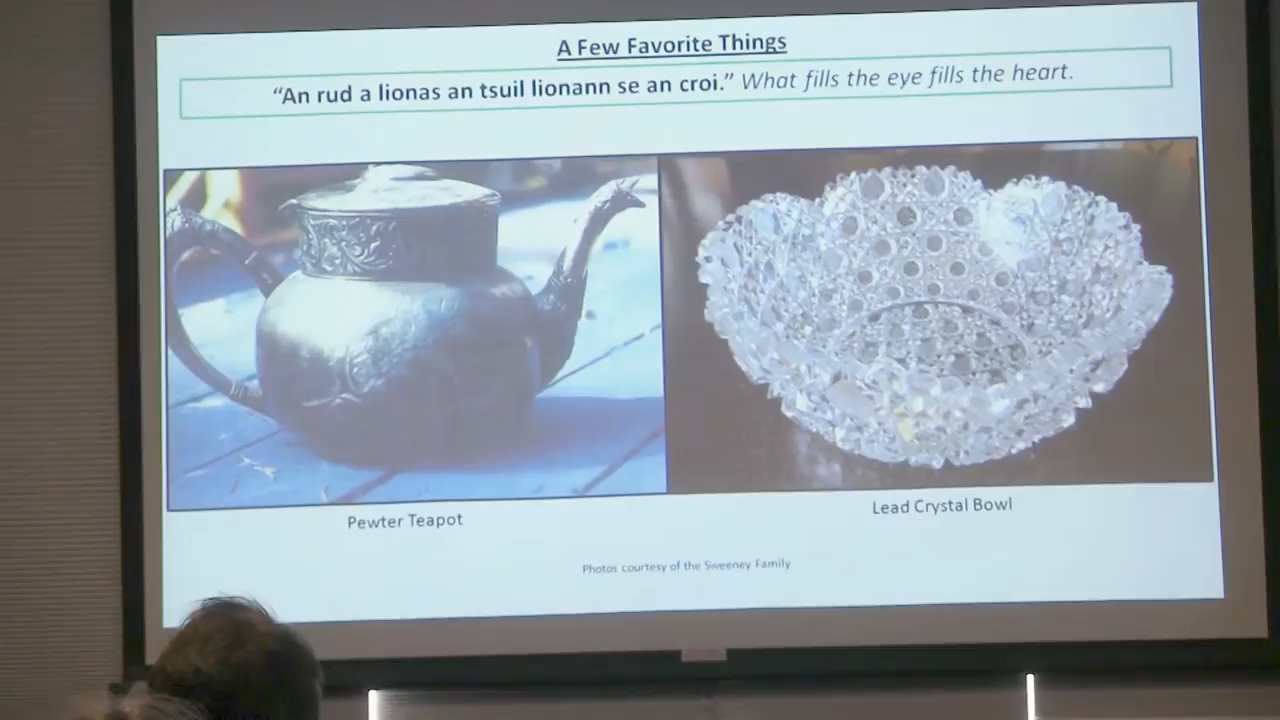 A Few Favorite Things
“An rud a lionas an tsuil lionann se an croi.” What fills the eye fills the heart.
Pewter Teapot
Lead Crystal Bowl
Photos courtesy of the Sweeney Family